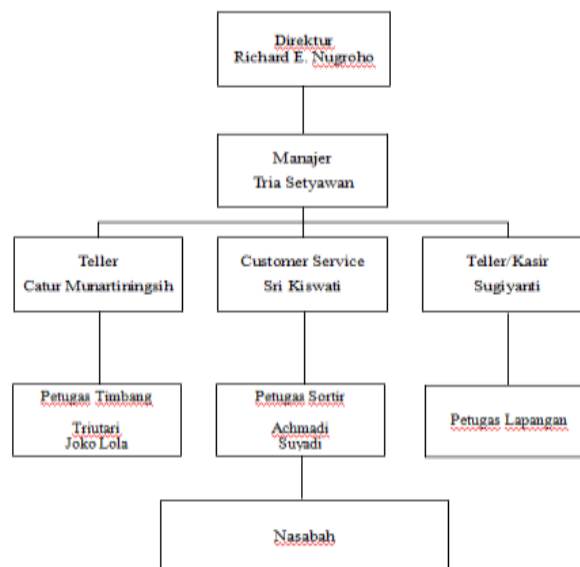 Direktur
Richard E. Nugroho
Manajer
Tria Setyawan
Teller
Catur Munartiningsih
Customer Service
Sri Kiswati
Teller/Kasir
Sugiyanti
Petugas Timbang
Triutari
Joko Lola
Petugas Sortir
Achmadi
Suyadi
Petugas Lapangan
Nasabah